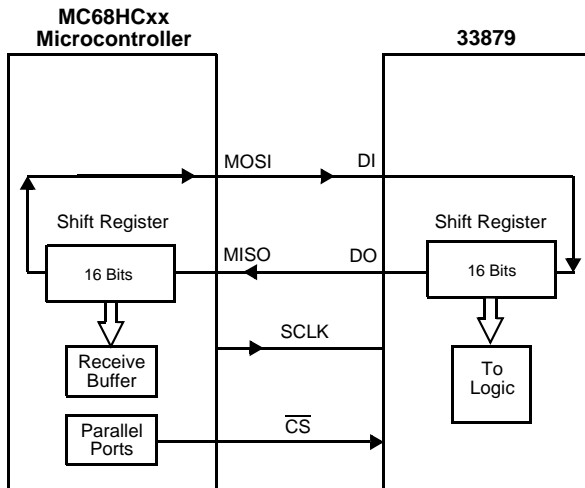 MC68HCxx
Microcontroller
33879
MOSI
DI
Shift Register
Shift Register
MISO
DO
16 Bits
16 Bits
SCLK
Receive
Buffer
To
Logic
Parallel
Ports
C̅S̅